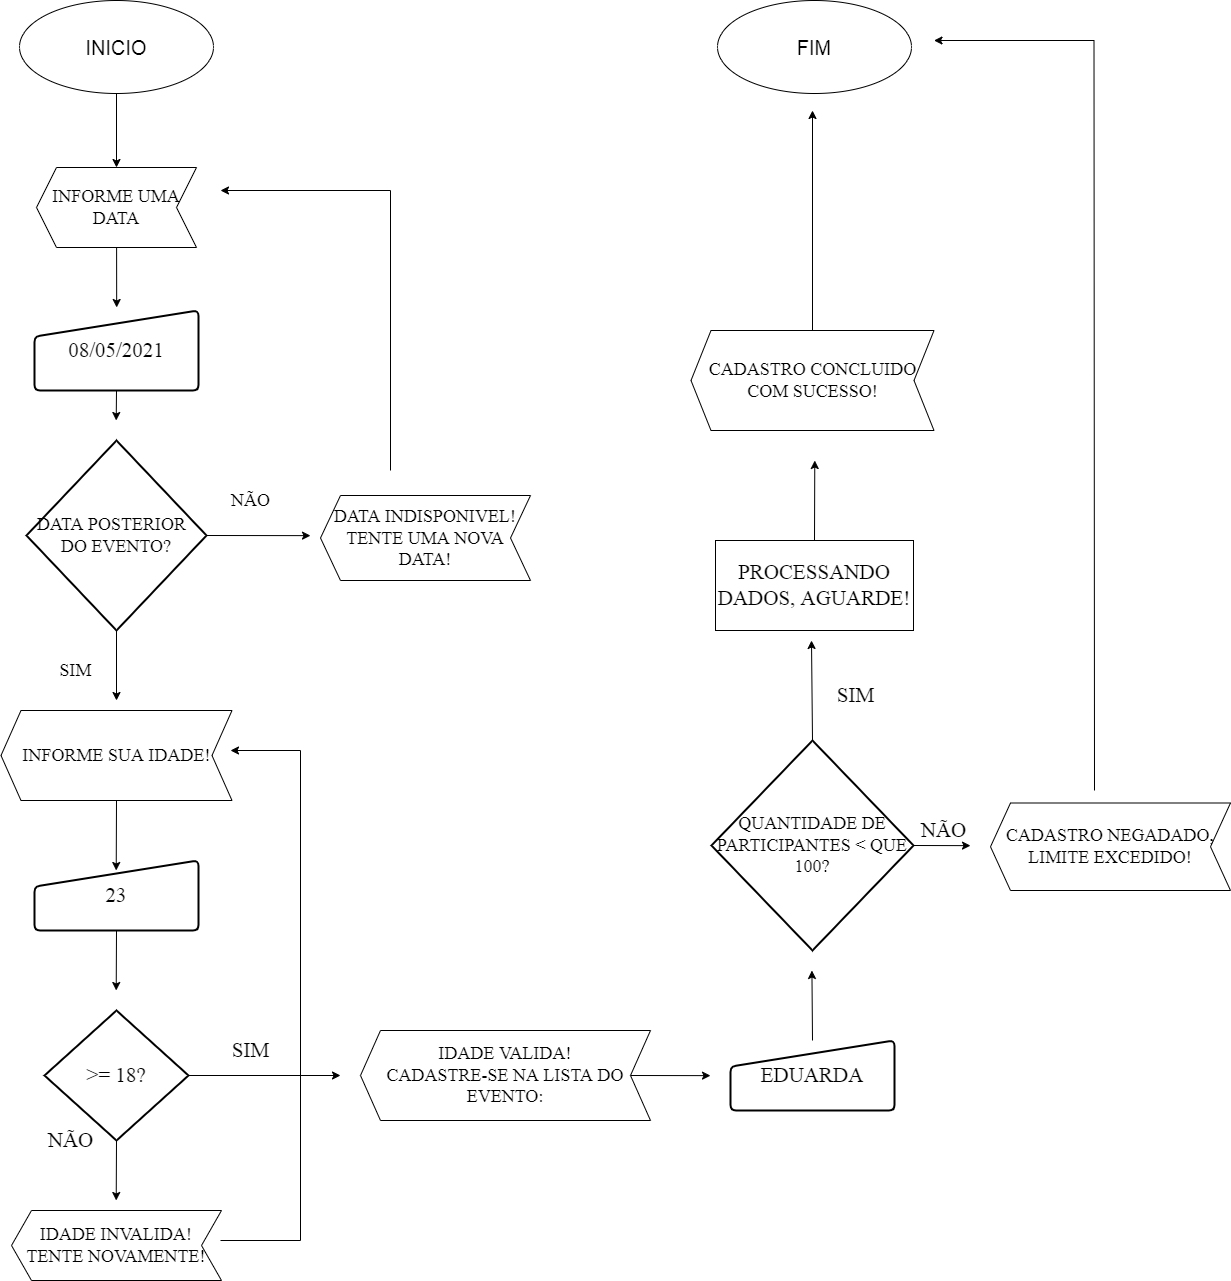 INICIO
INFORME UMA
DATA
08/05/2021
DATA POSTERIOR
DO EVENTO?
NÃO
DATA INDISPONIVEL!
TENTE UMA NOVA
DATA!
SIM
INFORME SUA IDADE!
23
>= 18?
SIM
NÃO
IDADE INVALIDA!
TENTE NOVAMENTE!
IDADE VALIDA!
CADASTRE-SE NA LISTA DO
EVENTO:
EDUARDA
QUANTIDADE DE
PARTICIPANTES < QUE
100?
NÃO
CADASTRO NEGADADO,
LIMITE EXCEDIDO!
SIM
PROCESSANDO
DADOS, AGUARDE!
CADASTRO CONCLUIDO
COM SUCESSO!
FIM